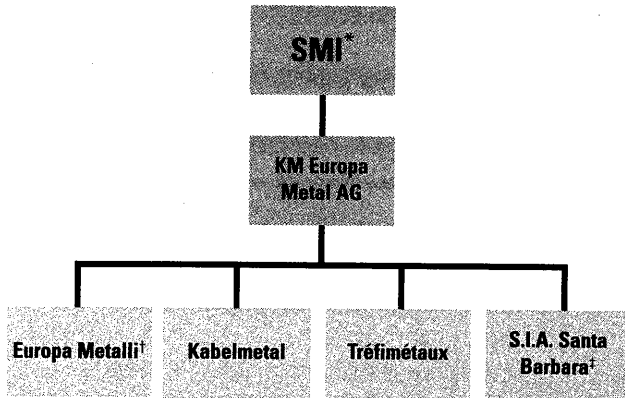 SMI*
KM Europa
Metal AG
Europa Metalli†
Kabelmetal
Tréfimétaux
S.I.A. Santa
Barbara‡